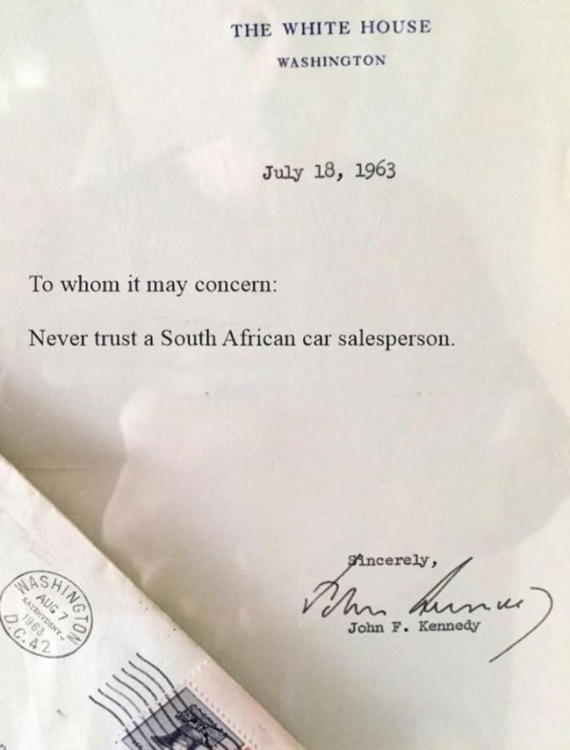 THE WHITE HOUSE
WASHINGTON
July 18, 1963
To whom it may concern:
Never trust a South African car salesperson.
Sincerely,
John F. Kennedy
WASHINGTON
AUG 7
1963
D.C. 42